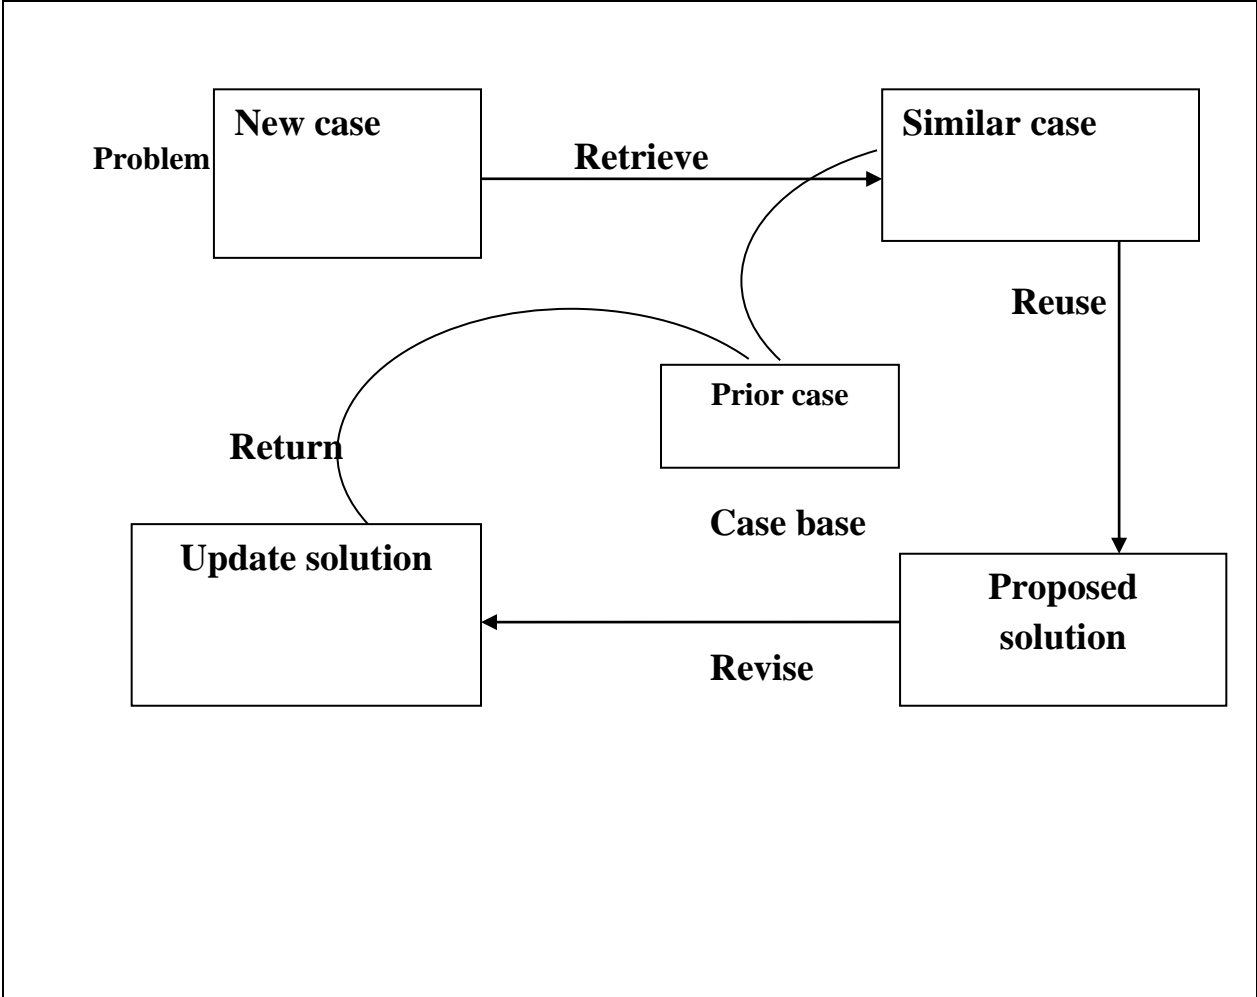 New case
Similar case
Problem
Retrieve
Reuse
Prior case
Return
Case base
Update solution
Proposed
solution
Revise